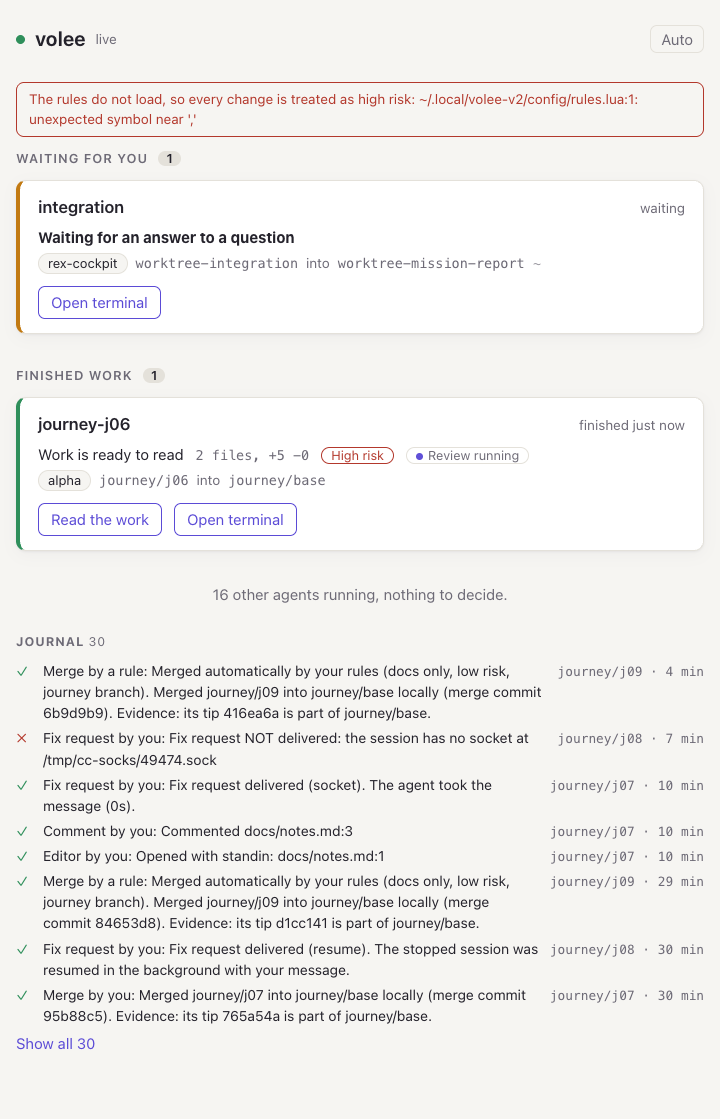 volee live Auto
The rules do not load, so every change is treated as high risk: ~/.local/volee-v2/config/rules.lua:1:
unexpected symbol near ','
WAITING FOR YOU 1
integration waiting
Waiting for an answer to a question
rex-cockpit worktree-integration into worktree-mission-report ~
Open terminal
FINISHED WORK 1
journey-j06 finished just now
Work is ready to read 2 files, +5 −0 High risk Review running
alpha journey/j06 into journey/base
Read the work Open terminal
16 other agents running, nothing to decide.
JOURNAL 30
✓ Merge by a rule: Merged automatically by your rules (docs only, low risk, journey/j09 · 4 min
journey branch). Merged journey/j09 into journey/base locally (merge commit
6b9d9b9). Evidence: its tip 416ea6a is part of journey/base.
✕ Fix request by you: Fix request NOT delivered: the session has no socket at journey/j08 · 7 min
/tmp/cc-socks/49474.sock
✓ Fix request by you: Fix request delivered (socket). The agent took the journey/j07 · 10 min
message (0s).
✓ Comment by you: Commented docs/notes.md:3 journey/j07 · 10 min
✓ Editor by you: Opened with standin: docs/notes.md:1 journey/j07 · 10 min
✓ Merge by a rule: Merged automatically by your rules (docs only, low risk, journey/j09 · 29 min
journey branch). Merged journey/j09 into journey/base locally (merge
commit 84653d8). Evidence: its tip d1cc141 is part of journey/base.
✓ Fix request by you: Fix request delivered (resume). The stopped session was journey/j08 · 30 min
resumed in the background with your message.
✓ Merge by you: Merged journey/j07 into journey/base locally (merge commit journey/j07 · 30 min
95b88c5). Evidence: its tip 765a54a is part of journey/base.
Show all 30